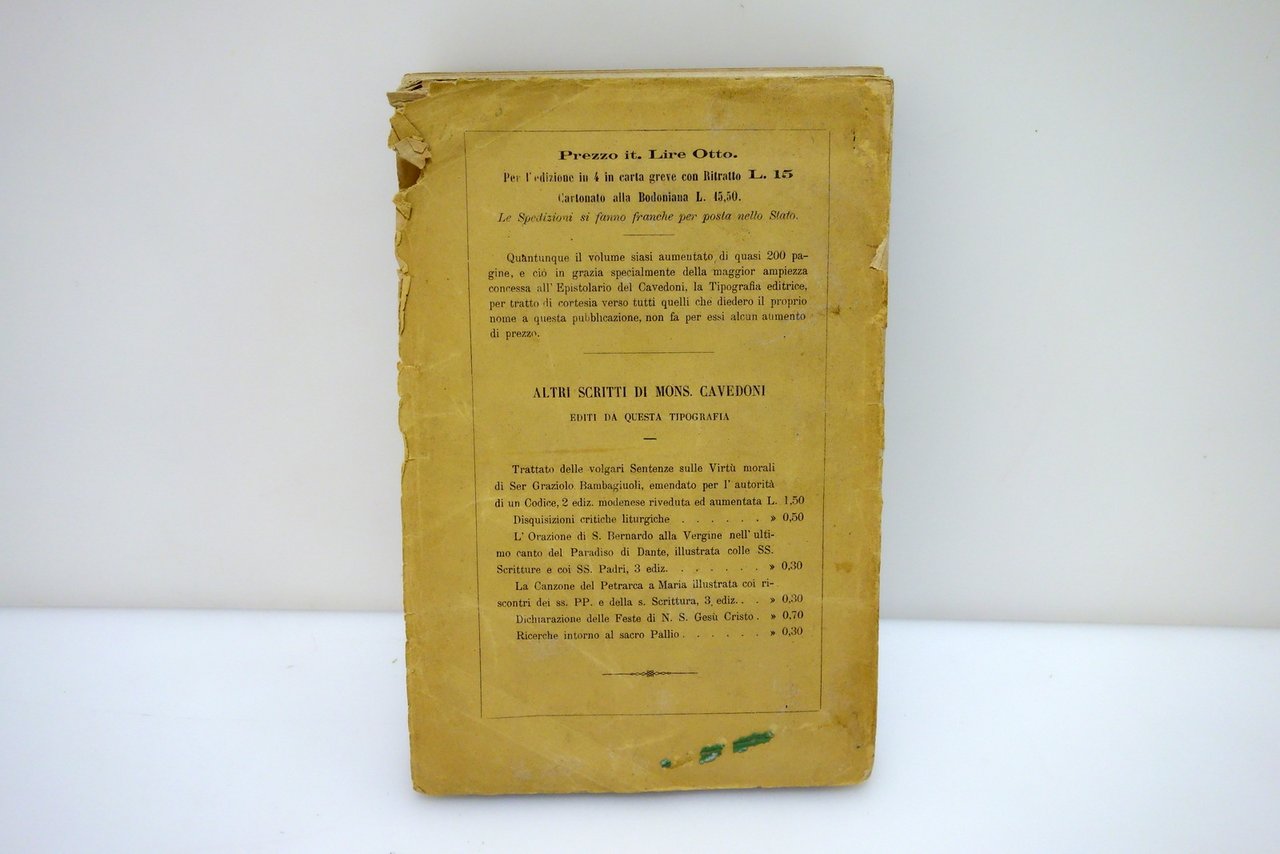 Prezzo it. Lire Otto.
Per l'edizione in 4 in carta greve con Ritratto L. 15
Cartonato alla Bodoniana L. 15,50.
Le Spedizioni si fanno franche per posta nello Stato.
Quantunque il volume siasi aumentato di quasi 200 pa-
gine, e ciò in grazia specialmente della maggior ampiezza
concessa all' Epistolario del Cavedoni, la Tipografia editrice,
per tratto di cortesia verso tutti quelli che diedero il proprio
nome a questa pubblicazione, non fa per essi alcun aumento
di prezzo.
ALTRI SCRITTI DI MONS. CAVEDONI
EDITI DA QUESTA TIPOGRAFIA
Trattato delle volgari Sentenze sulle Virtù morali
di Ser Graziolo Bambagiuoli, emendato per l' autorità
di un Codice, 2 ediz. modenese riveduta ed aumentata L. 1,50
Disquisizioni critiche liturgiche . . . . . . » 0,50
L' Orazione di S. Bernardo alla Vergine nell' ulti-
mo canto del Paradiso di Dante, illustrata colle SS.
Scritture e coi SS. Padri, 3 ediz. . . . . . . » 0,30
La Canzone del Petrarca a Maria illustrata coi ri-
scontri dei ss. PP. e della s. Scrittura, 3 ediz. . . » 0,30
Dichiarazione delle Feste di N. S. Gesù Cristo . » 0,70
Ricerche intorno al sacro Pallio . . . . . . » 0,30